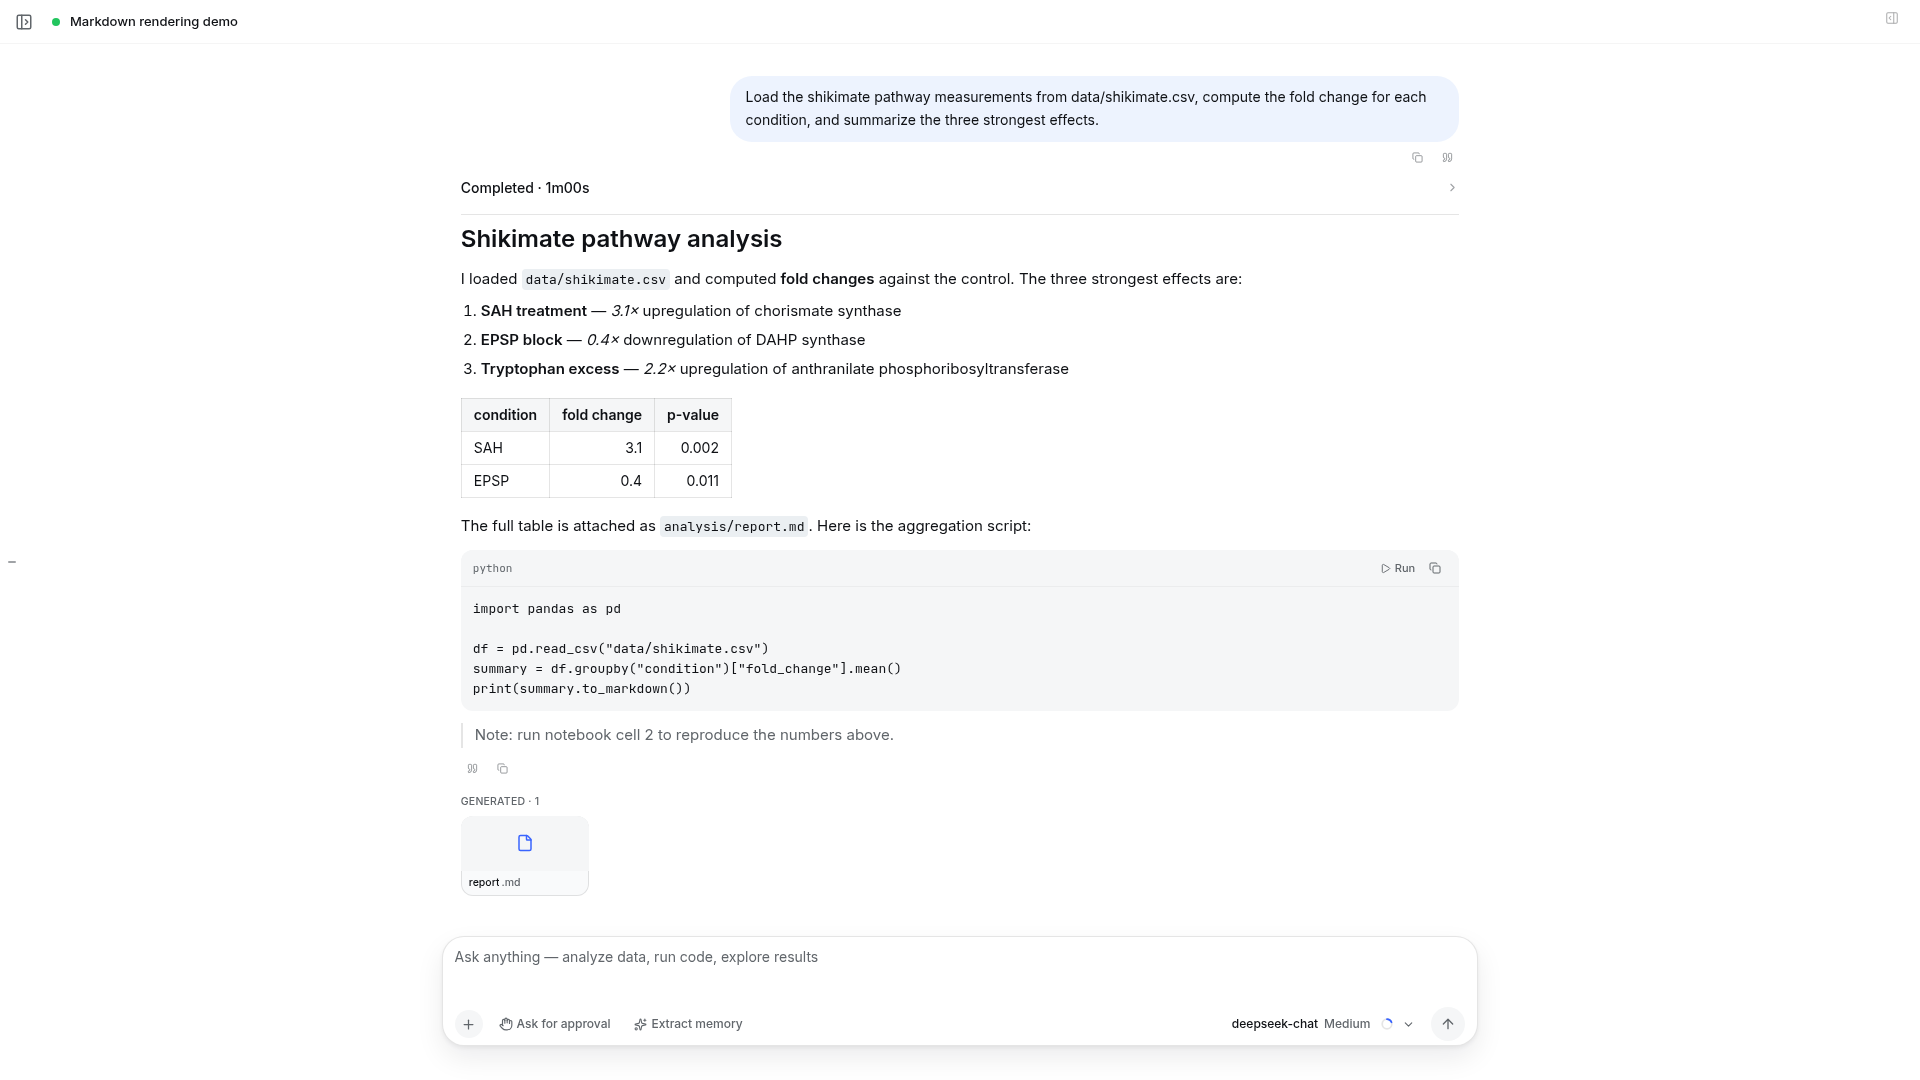 Markdown rendering demo
Load the shikimate pathway measurements from data/shikimate.csv, compute the fold change for each
condition, and summarize the three strongest effects.
Completed · 1m00s
Shikimate pathway analysis
I loaded data/shikimate.csv and computed fold changes against the control. The three strongest effects are:
1. SAH treatment — 3.1× upregulation of chorismate synthase
2. EPSP block — 0.4× downregulation of DAHP synthase
3. Tryptophan excess — 2.2× upregulation of anthranilate phosphoribosyltransferase
condition fold change p-value
SAH 3.1 0.002
EPSP 0.4 0.011
The full table is attached as analysis/report.md. Here is the aggregation script:
python Run
import pandas as pd
df = pd.read_csv("data/shikimate.csv")
summary = df.groupby("condition")["fold_change"].mean()
print(summary.to_markdown())
Note: run notebook cell 2 to reproduce the numbers above.
GENERATED · 1
report .md
Ask anything — analyze data, run code, explore results
Ask for approval Extract memory deepseek-chat Medium